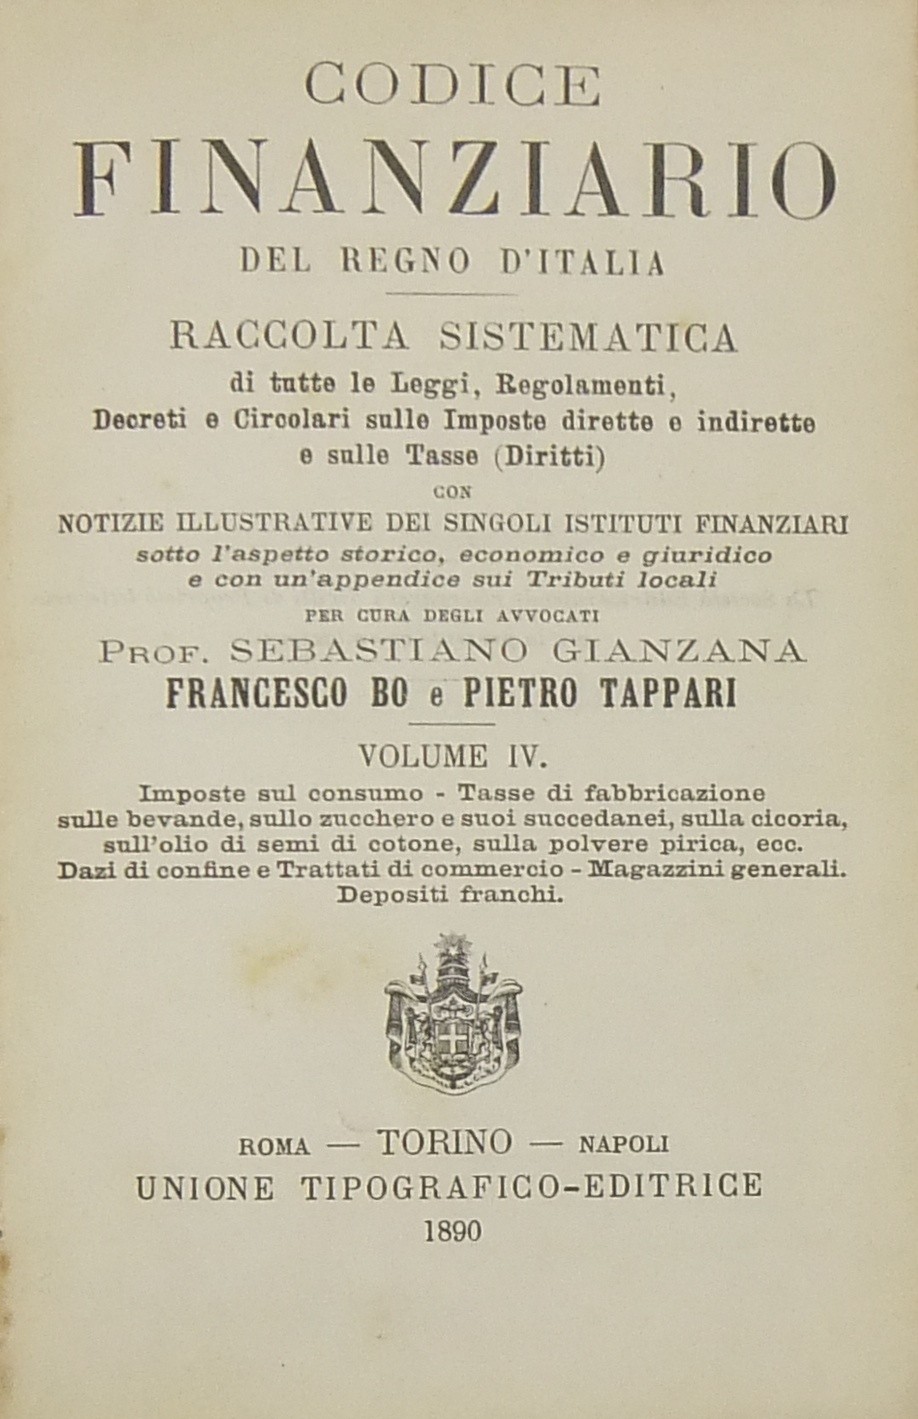 CODICE
FINANZIARIO
DEL REGNO D'ITALIA
RACCOLTA SISTEMATICA
di tutte le Leggi, Regolamenti,
Decreti e Circolari sulle Imposte dirette e indirette
e sulle Tasse (Diritti)
CON
NOTIZIE ILLUSTRATIVE DEI SINGOLI ISTITUTI FINANZIARI
sotto l'aspetto storico, economico e giuridico
e con un'appendice sui Tributi locali
PER CURA DEGLI AVVOCATI
PROF. SEBASTIANO GIANZANA
FRANCESCO BO e PIETRO TAPPARI
VOLUME IV.
Imposte sul consumo - Tasse di fabbricazione
sulle bevande, sullo zucchero e suoi succedanei, sulla cicoria,
sull'olio di semi di cotone, sulla polvere pirica, ecc.
Dazi di confine e Trattati di commercio - Magazzini generali.
Depositi franchi.
ROMA — TORINO — NAPOLI
UNIONE TIPOGRAFICO-EDITRICE
1890